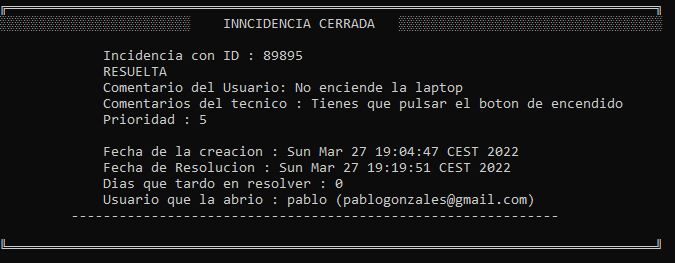 INNCIDENCIA CERRADA
Incidencia con ID : 89895
RESUELTA
Comentario del Usuario: No enciende la laptop
Comentarios del tecnico : Tienes que pulsar el boton de encendido
Prioridad : 5
Fecha de la creacion : Sun Mar 27 19:04:47 CEST 2022
Fecha de Resolucion : Sun Mar 27 19:19:51 CEST 2022
Dias que tardo en resolver : 0
Usuario que la abrio : pablo (pablogonzales@gmail.com)